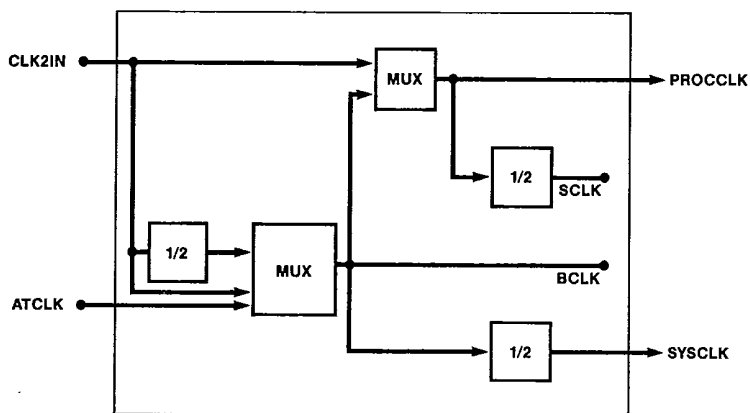 CLK2IN
MUX
PROCCLK
1/2
SCLK
1/2
MUX
BCLK
ATCLK
1/2
SYSCLK